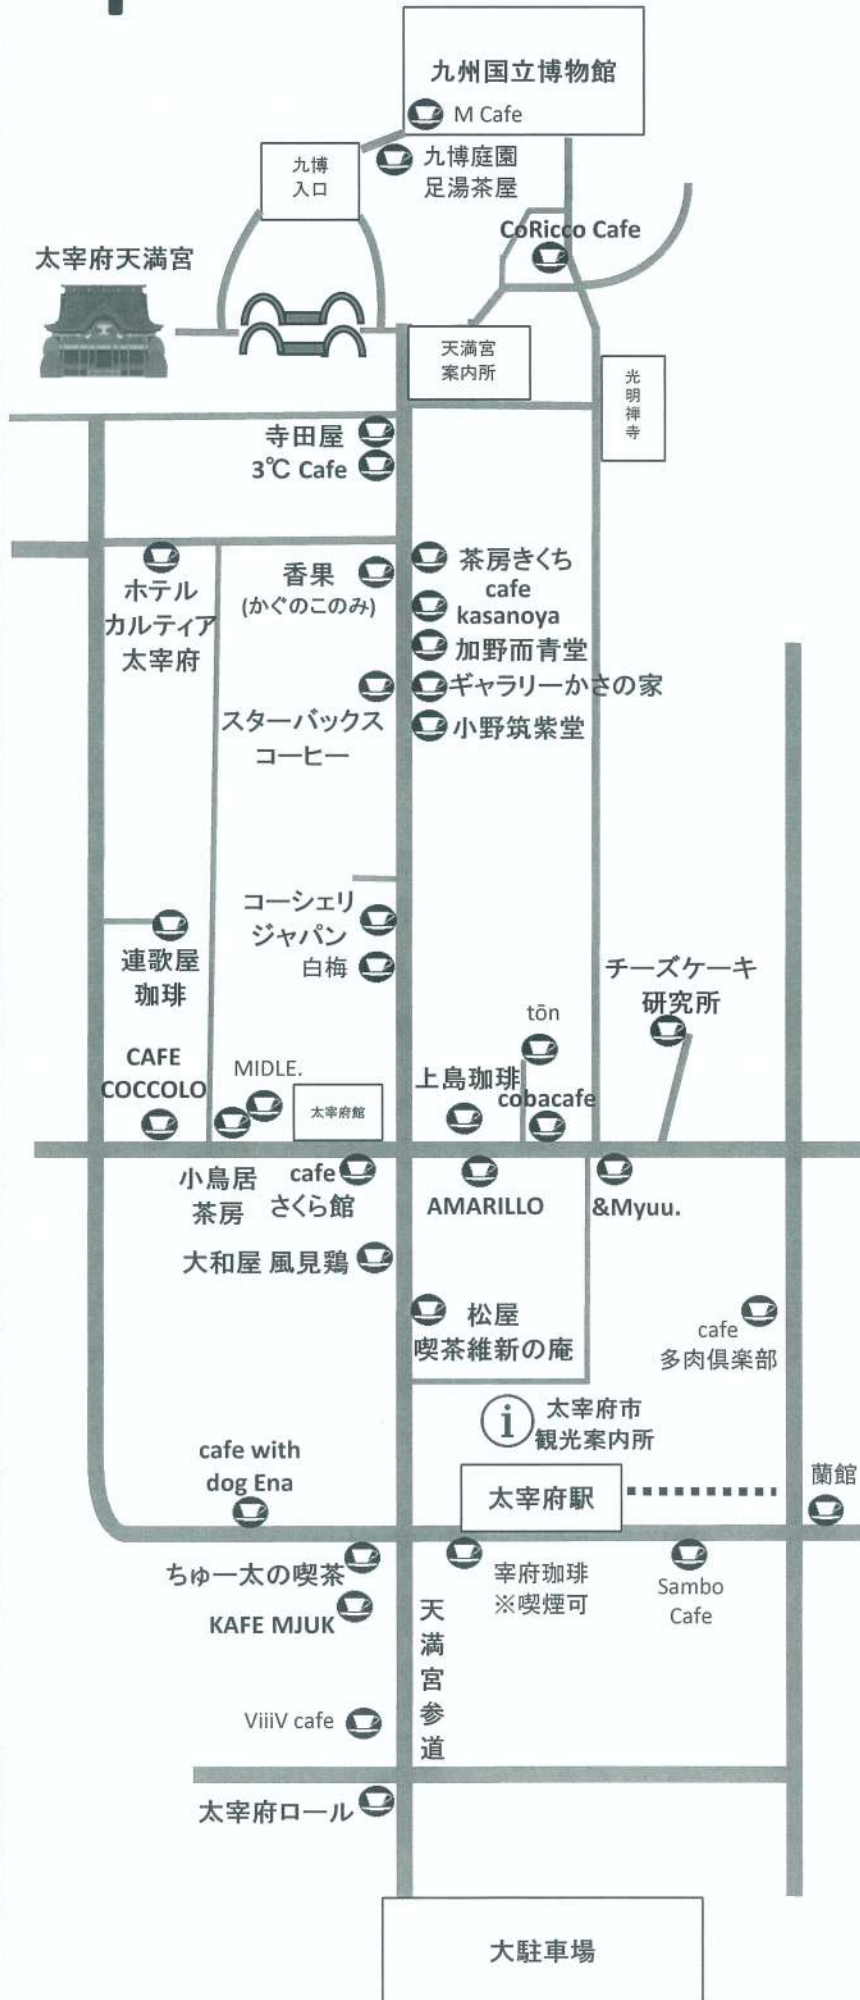 九州国立博物館
M Cafe
九博
入口
九博庭園
足湯茶屋
CoRicco Cafe
太宰府天満宮
天満宮
案内所
光
明
禅
寺
寺田屋
3℃ Cafe
ホテル
カルティア
太宰府
香果
(かぐのこのみ)
茶房きくち
cafe
kasanoya
加野而青堂
ギャラリーかさの家
小野筑紫堂
スターバックス
コーヒー
コーシェリ
ジャパン
白梅
連歌屋
珈琲
チーズケーキ
研究所
tōn
CAFE
COCCOLO
MIDLE.
太宰府館
上島珈琲
cobacafe
小鳥居
茶房
cafe
さくら館
AMARILLO
&Myuu.
大和屋 風見鶏
松屋
喫茶維新の庵
cafe
多肉倶楽部
i
太宰府市
観光案内所
cafe with
dog Ena
太宰府駅
蘭館
ちゅー太の喫茶
KAFE MJUK
宰府珈琲
※喫煙可
Sambo
Cafe
天
満
宮
参
道
ViiiV cafe
太宰府ロール
大駐車場